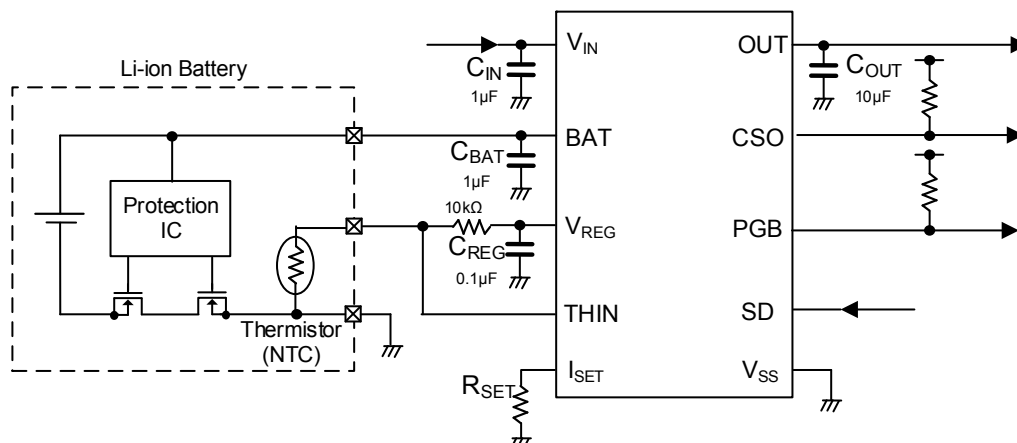 Li-ion Battery
Protection
IC
Thermistor
(NTC)
CIN
1µF
CBAT
1µF
10kΩ
CREG
0.1µF
RSET
VIN
BAT
VREG
THIN
ISET
OUT
CSO
PGB
SD
VSS
COUT
10µF